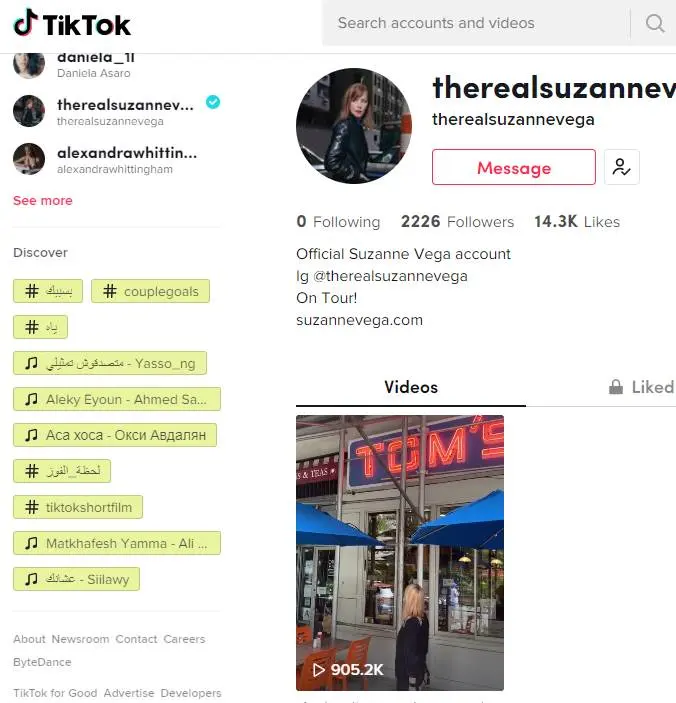 TikTok
Search accounts and videos
daniela_1l
Daniela Asaro
therealsuzannev...
therealsuzannevega
alexandrawhittin...
alexandrawhittingham
See more
Discover
# بسببك
# couplegoals
# ياه
متصدقوش تمثيلي - Yasso_ng
Aleky Eyoun - Ahmed Sa...
Аса хоса - Окси Авдалян
# لحظة_الفوز
# tiktokshortfilm
Matkhafesh Yamma - Ali ...
عشانك - Siilawy
About Newsroom Contact Careers
ByteDance
TikTok for Good Advertise Developers
therealsuzannev
therealsuzannevega
Message
0 Following 2226 Followers 14.3K Likes
Official Suzanne Vega account
Ig @therealsuzannevega
On Tour!
suzannevega.com
Videos
Liked
TOM'S
& TEAS
905.2K